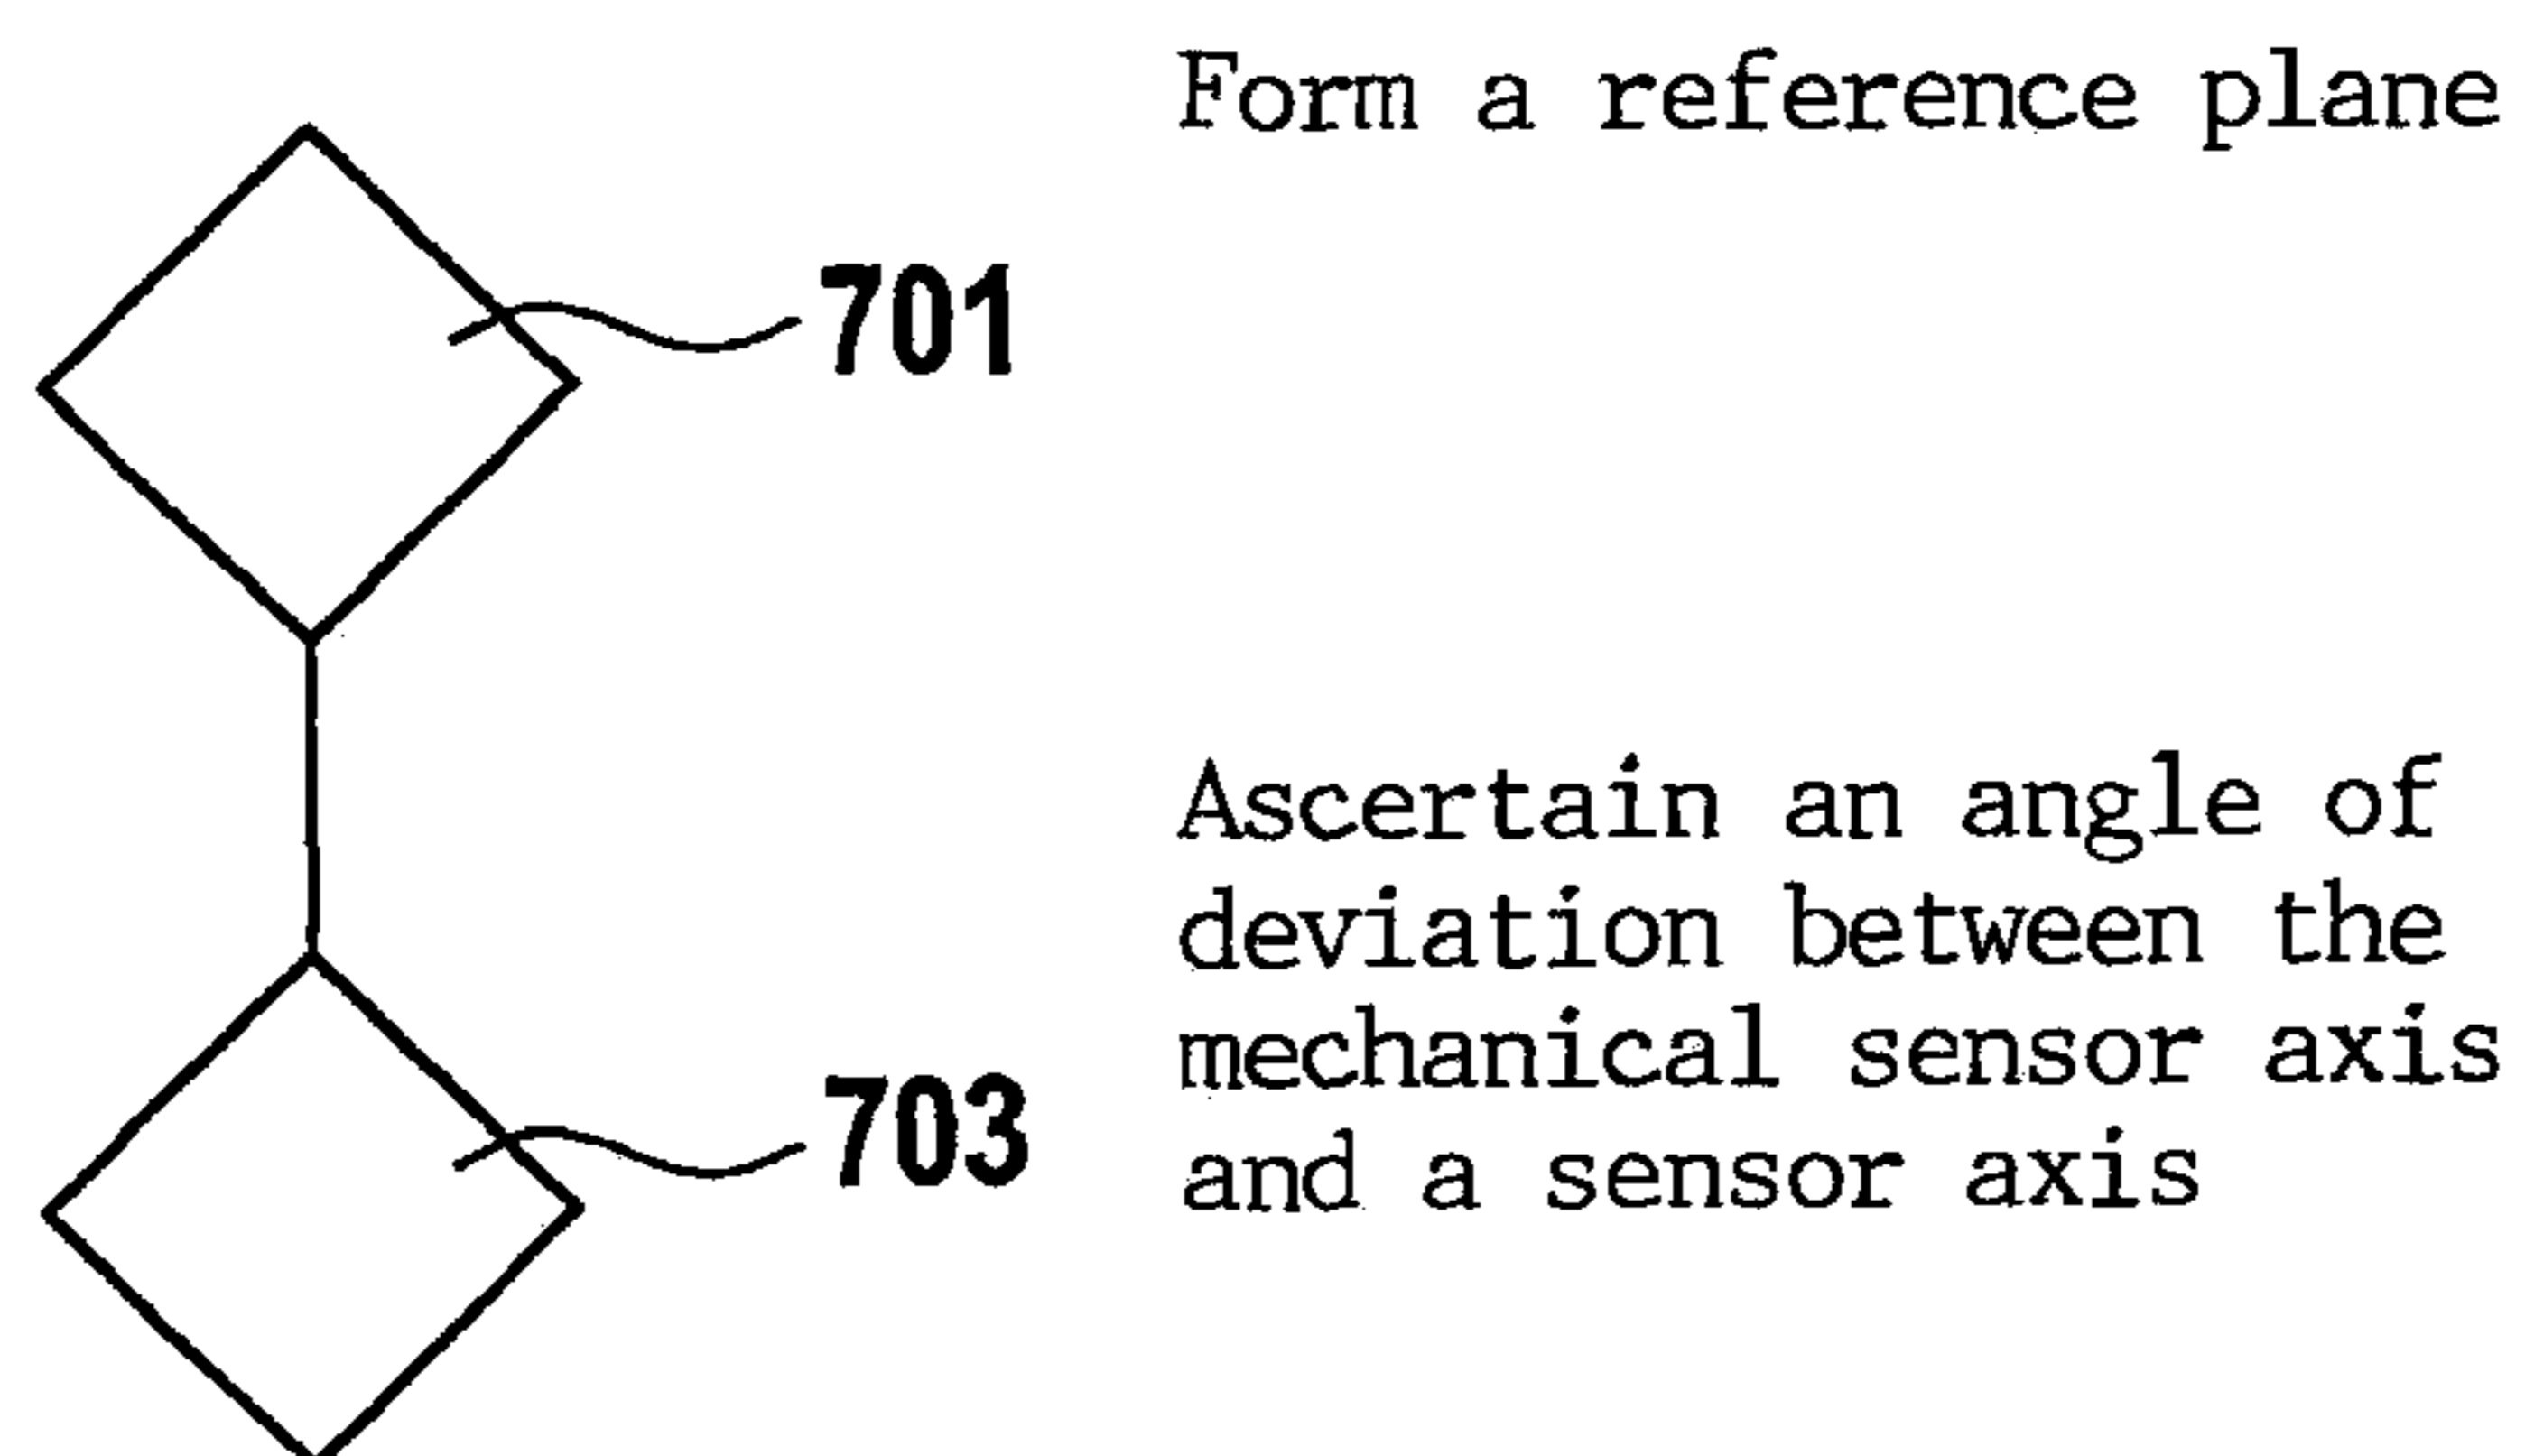 Form a reference plane
701
Ascertain an angle of
deviation between the
mechanical sensor axis
703
and a sensor axis